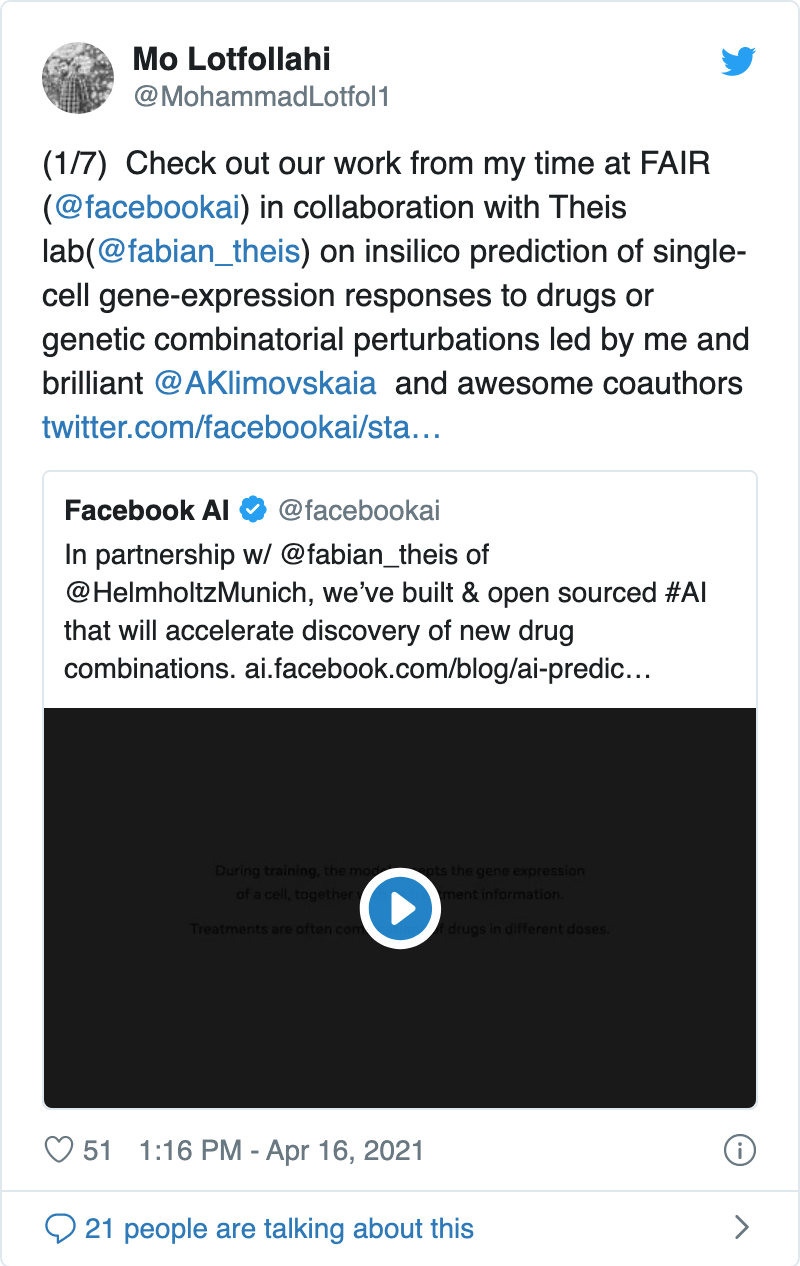 Mo Lotfollahi
@MohammadLotfol1
(1/7)  Check out our work from my time at FAIR
(@facebookai) in collaboration with Theis
lab(@fabian_theis) on insilico prediction of single-
cell gene-expression responses to drugs or
genetic combinatorial perturbations led by me and
brilliant @AKlimovskaia  and awesome coauthors
twitter.com/facebookai/sta…
Facebook AI @facebookai
In partnership w/ @fabian_theis of
@HelmholtzMunich, we’ve built & open sourced #AI
that will accelerate discovery of new drug
combinations. ai.facebook.com/blog/ai-predic…
During training, the the gene expression
of a cell, together information.
Treatments are often drugs in different doses.
51 1:16 PM - Apr 16, 2021
21 people are talking about this